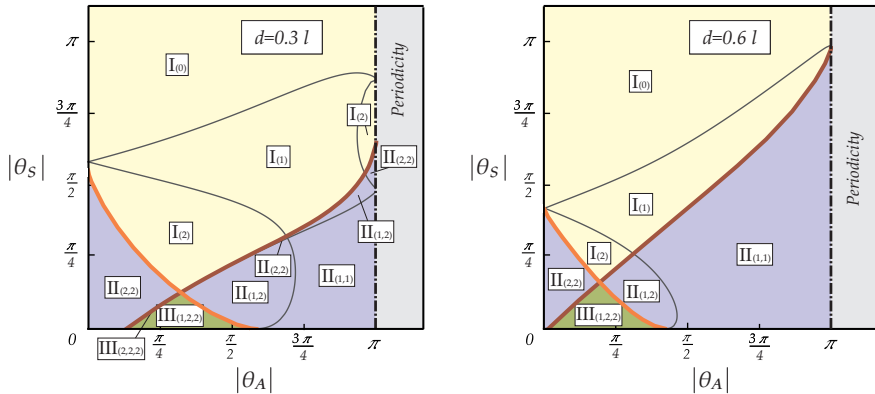 d=0.3 l
π
I(0)
3π/4
I(2)
Periodicity
I(1)
|θS|
II(2,2)
π/2
I(2)
II(1,2)
π/4
II(2,2)
II(1,1)
II(2,2)
II(1,2)
III(1,2,2)
0
III(2,2,2)
π/4
π/2
3π/4
π
|θA|
d=0.6 l
π
I(0)
3π/4
Periodicity
|θS|
π/2
I(1)
π/4
I(2)
II(1,1)
II(2,2)
II(1,2)
III(1,2,2)
0
π/4
π/2
3π/4
π
|θA|